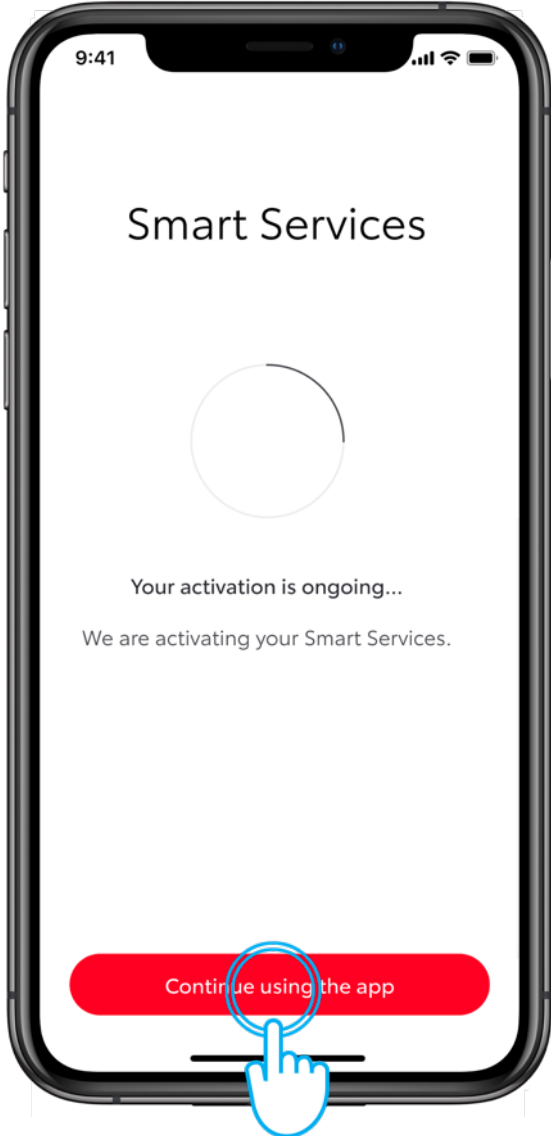 9:41
Smart Services
Your activation is ongoing...
We are activating your Smart Services.
Continue using the app